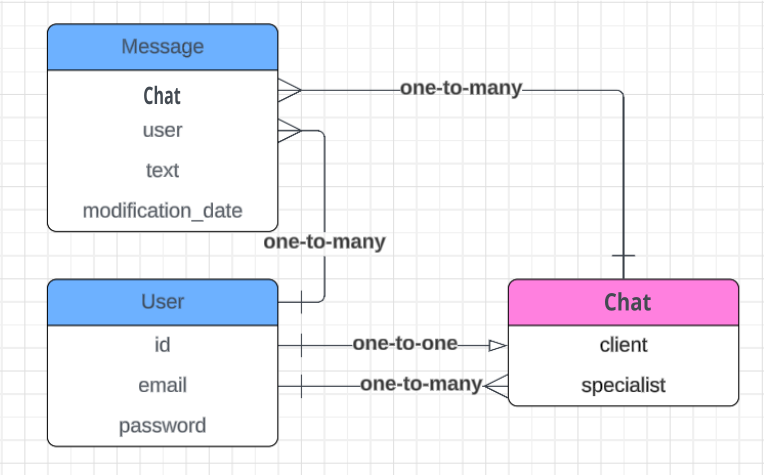 Message
Chat
user
text
modification_date
one-to-many
one-to-many
User
id
email
password
one-to-one
one-to-many
Chat
client
specialist